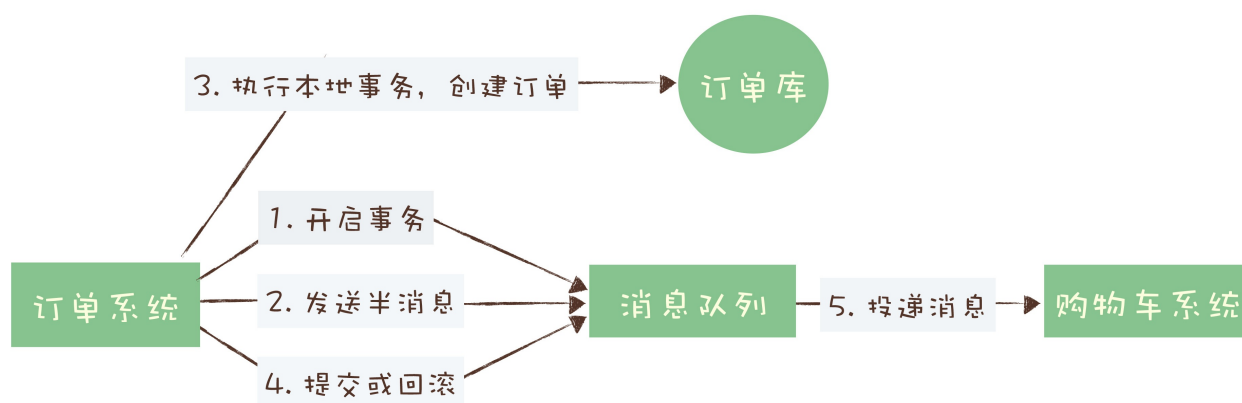 3. 执行本地事务，创建订单
订单库
1. 开启事务
订单系统
2. 发送半消息
消息队列
5. 投递消息
购物车系统
4. 提交或回滚